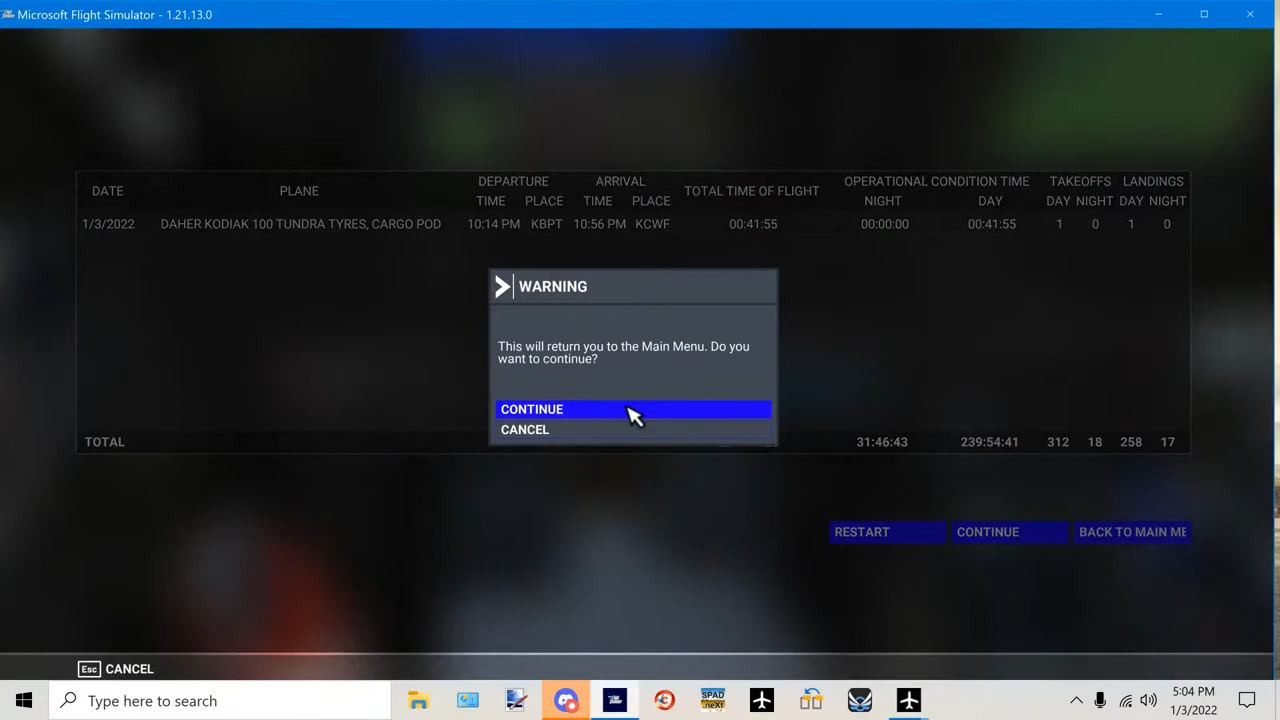 Microsoft Flight Simulator - 1.21.13.0
DATE PLANE DEPARTURE ARRIVAL TOTAL TIME OF FLIGHT OPERATIONAL CONDITION TIME TAKEOFFS LANDINGS
TIME PLACE TIME PLACE NIGHT DAY DAY NIGHT DAY NIGHT
1/3/2022 DAHER KODIAK 100 TUNDRA TYRES, CARGO POD 10:14 PM KBPT 10:56 PM KCWF 00:41:55 00:00:00 00:41:55 1 0 1 0
WARNING
This will return you to the Main Menu. Do you
want to continue?
CONTINUE
CANCEL
TOTAL 31:46:43 239:54:41 312 18 258 17
RESTART CONTINUE BACK TO MAIN ME
Esc CANCEL
Type here to search
SPAD
.neXt
5:04 PM
1/3/2022